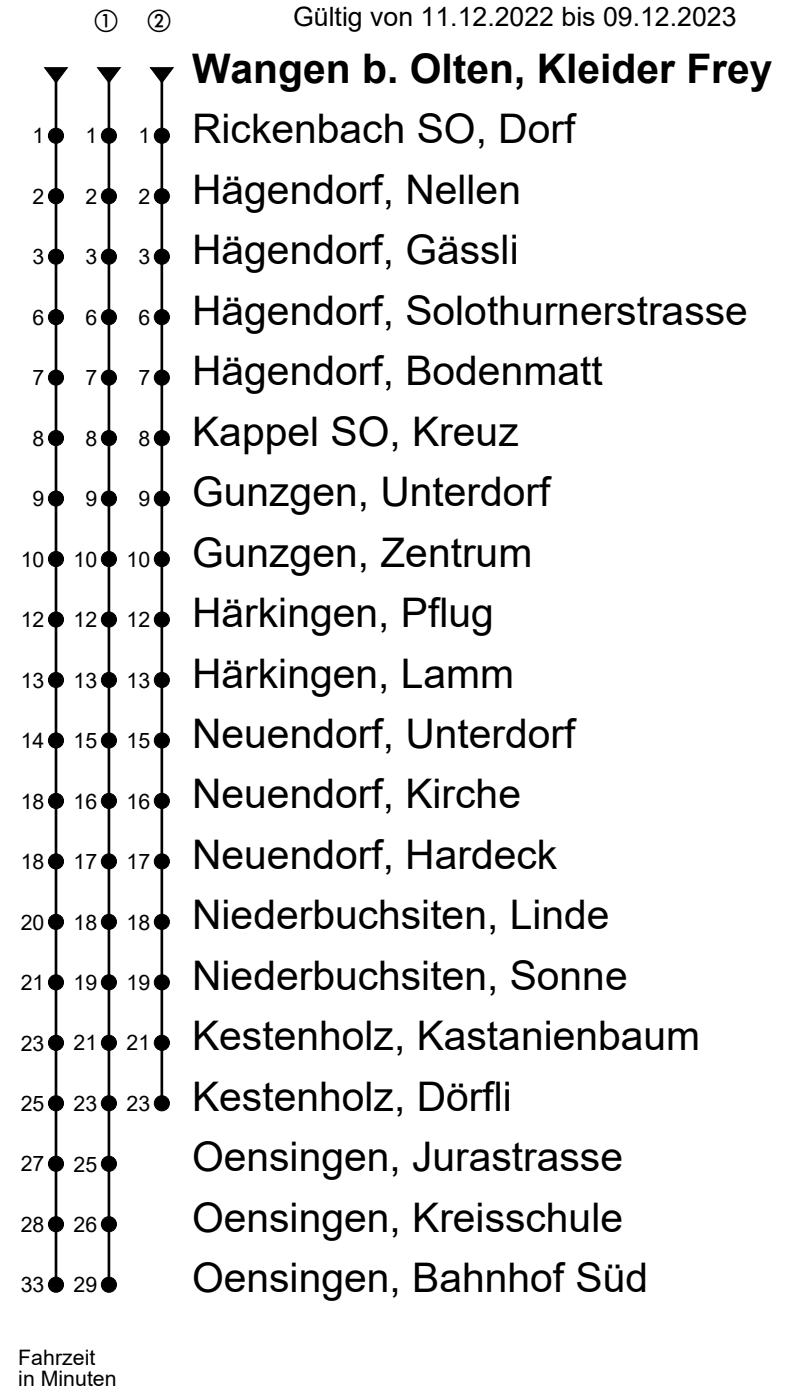 ① ② Gültig von 11.12.2022 bis 09.12.2023
Wangen b. Olten, Kleider Frey
1 1 1 Rickenbach SO, Dorf
2 2 2 Hägendorf, Nellen
3 3 3 Hägendorf, Gässli
6 6 6 Hägendorf, Solothurnerstrasse
7 7 7 Hägendorf, Bodenmatt
8 8 8 Kappel SO, Kreuz
9 9 9 Gunzgen, Unterdorf
10 10 10 Gunzgen, Zentrum
12 12 12 Härkingen, Pflug
13 13 13 Härkingen, Lamm
14 15 15 Neuendorf, Unterdorf
18 16 16 Neuendorf, Kirche
18 17 17 Neuendorf, Hardeck
20 18 18 Niederbuchsiten, Linde
21 19 19 Niederbuchsiten, Sonne
23 21 21 Kestenholz, Kastanienbaum
25 23 23 Kestenholz, Dörfli
27 25 Oensingen, Jurastrasse
28 26 Oensingen, Kreisschule
33 29 Oensingen, Bahnhof Süd
Fahrzeit
in Minuten